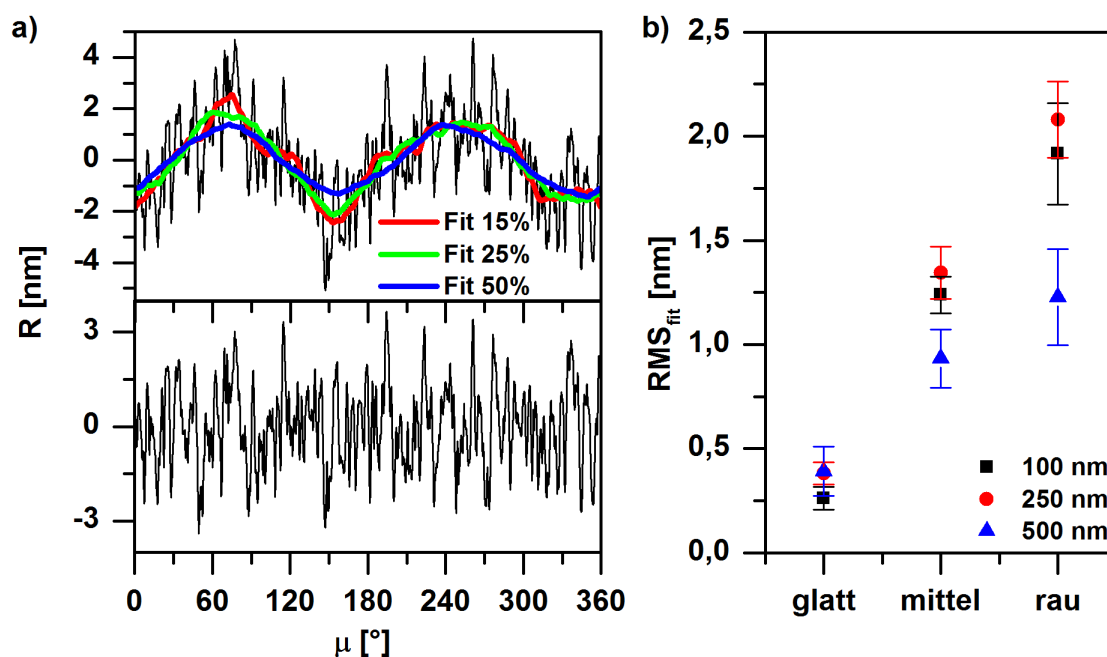 a)
4
2
0
-2
-4
Fit 15%
Fit 25%
Fit 50%
R [nm]
3
0
-3
0 60 120 180 240 300 360
μ [°]
b)
2,5
2,0
1,5
1,0
0,5
0,0
RMSfit [nm]
100 nm
250 nm
500 nm
glatt mittel rau